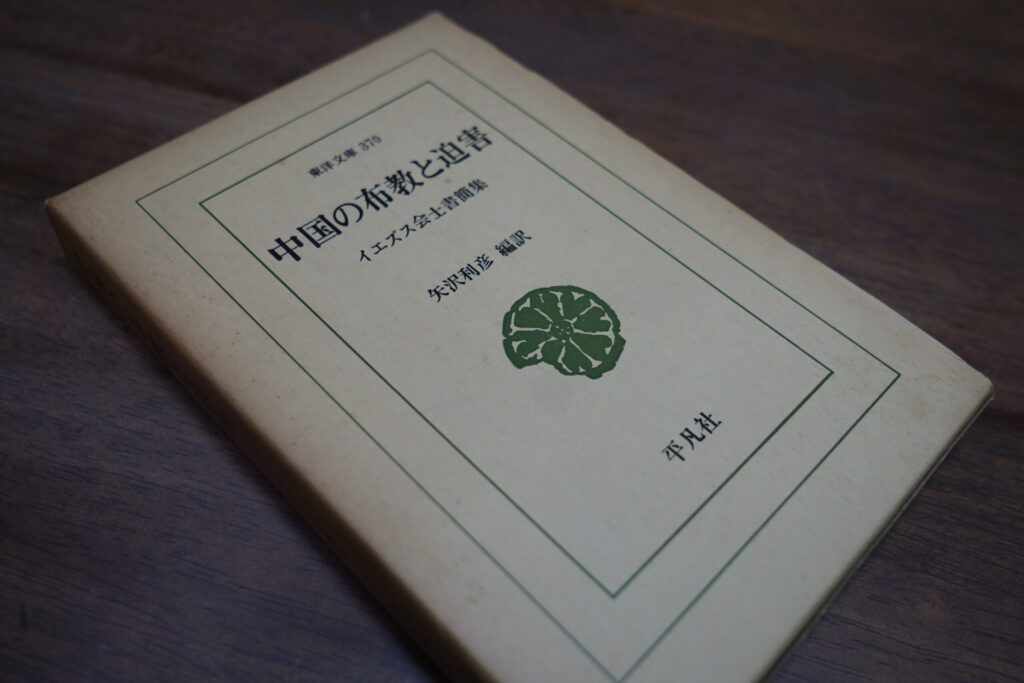 東洋文庫 370
中国の布教と迫害
イエズス会士書簡集
矢沢利彦 編訳
平凡社